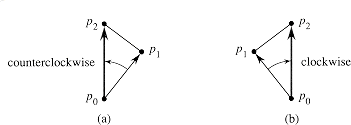 p2 p2
p1 p1
counterclockwise clockwise
p0 p0
(a) (b)